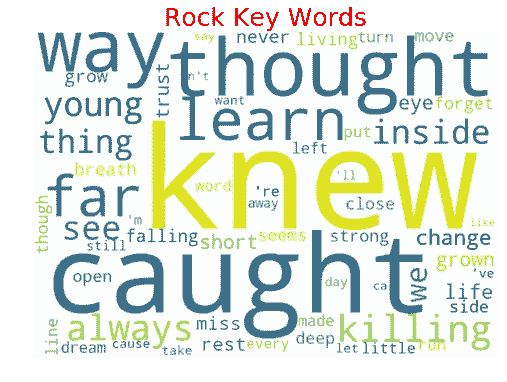 Rock Key Words
say never living turn move
way thought
grow trust n't eye forget
young want learn put inside
thing left
breath knew
far word 're 'll close
away like
though see 'm falling short seems strong change
still caught we grown
open day ca 've
life
side
line always miss made killing
dream cause take rest every deep let little run